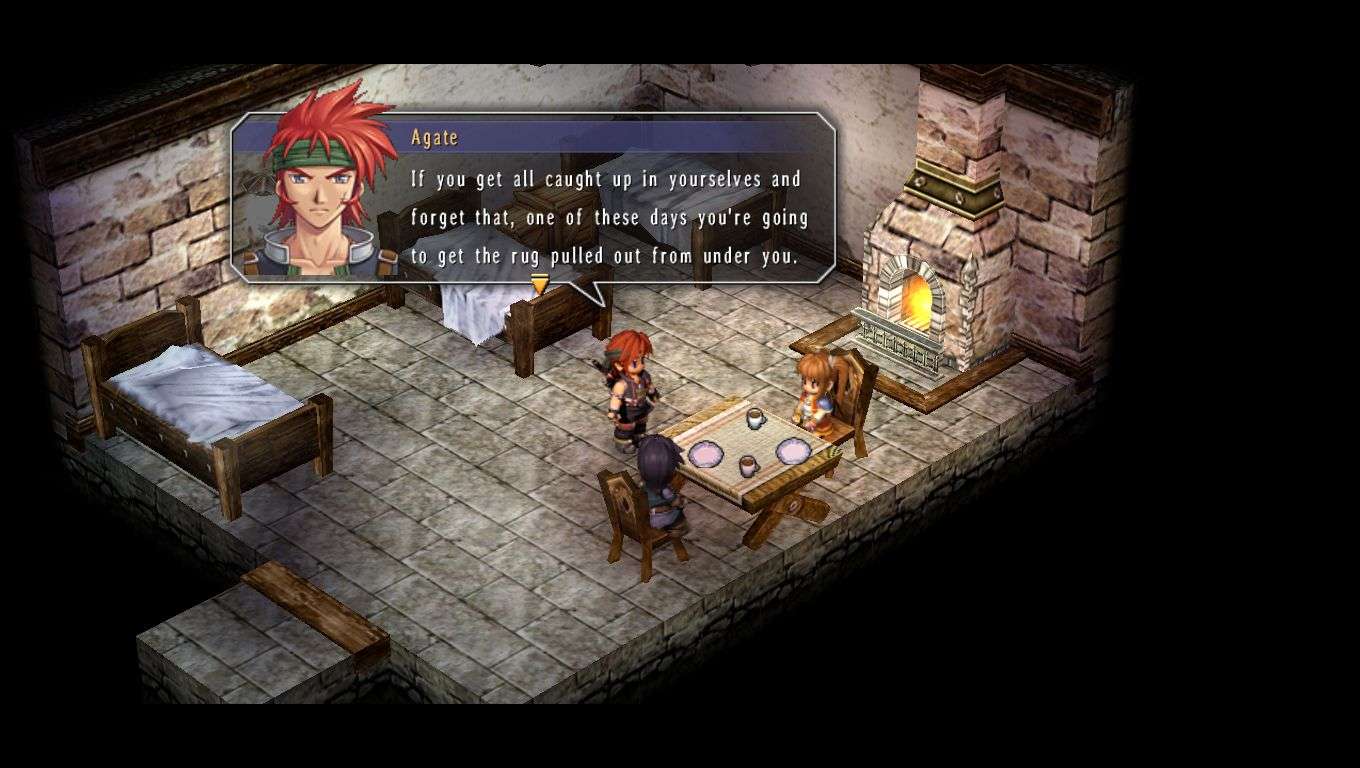 Agate
If you get all caught up in yourselves and
forget that, one of these days you're going
to get the rug pulled out from under you.